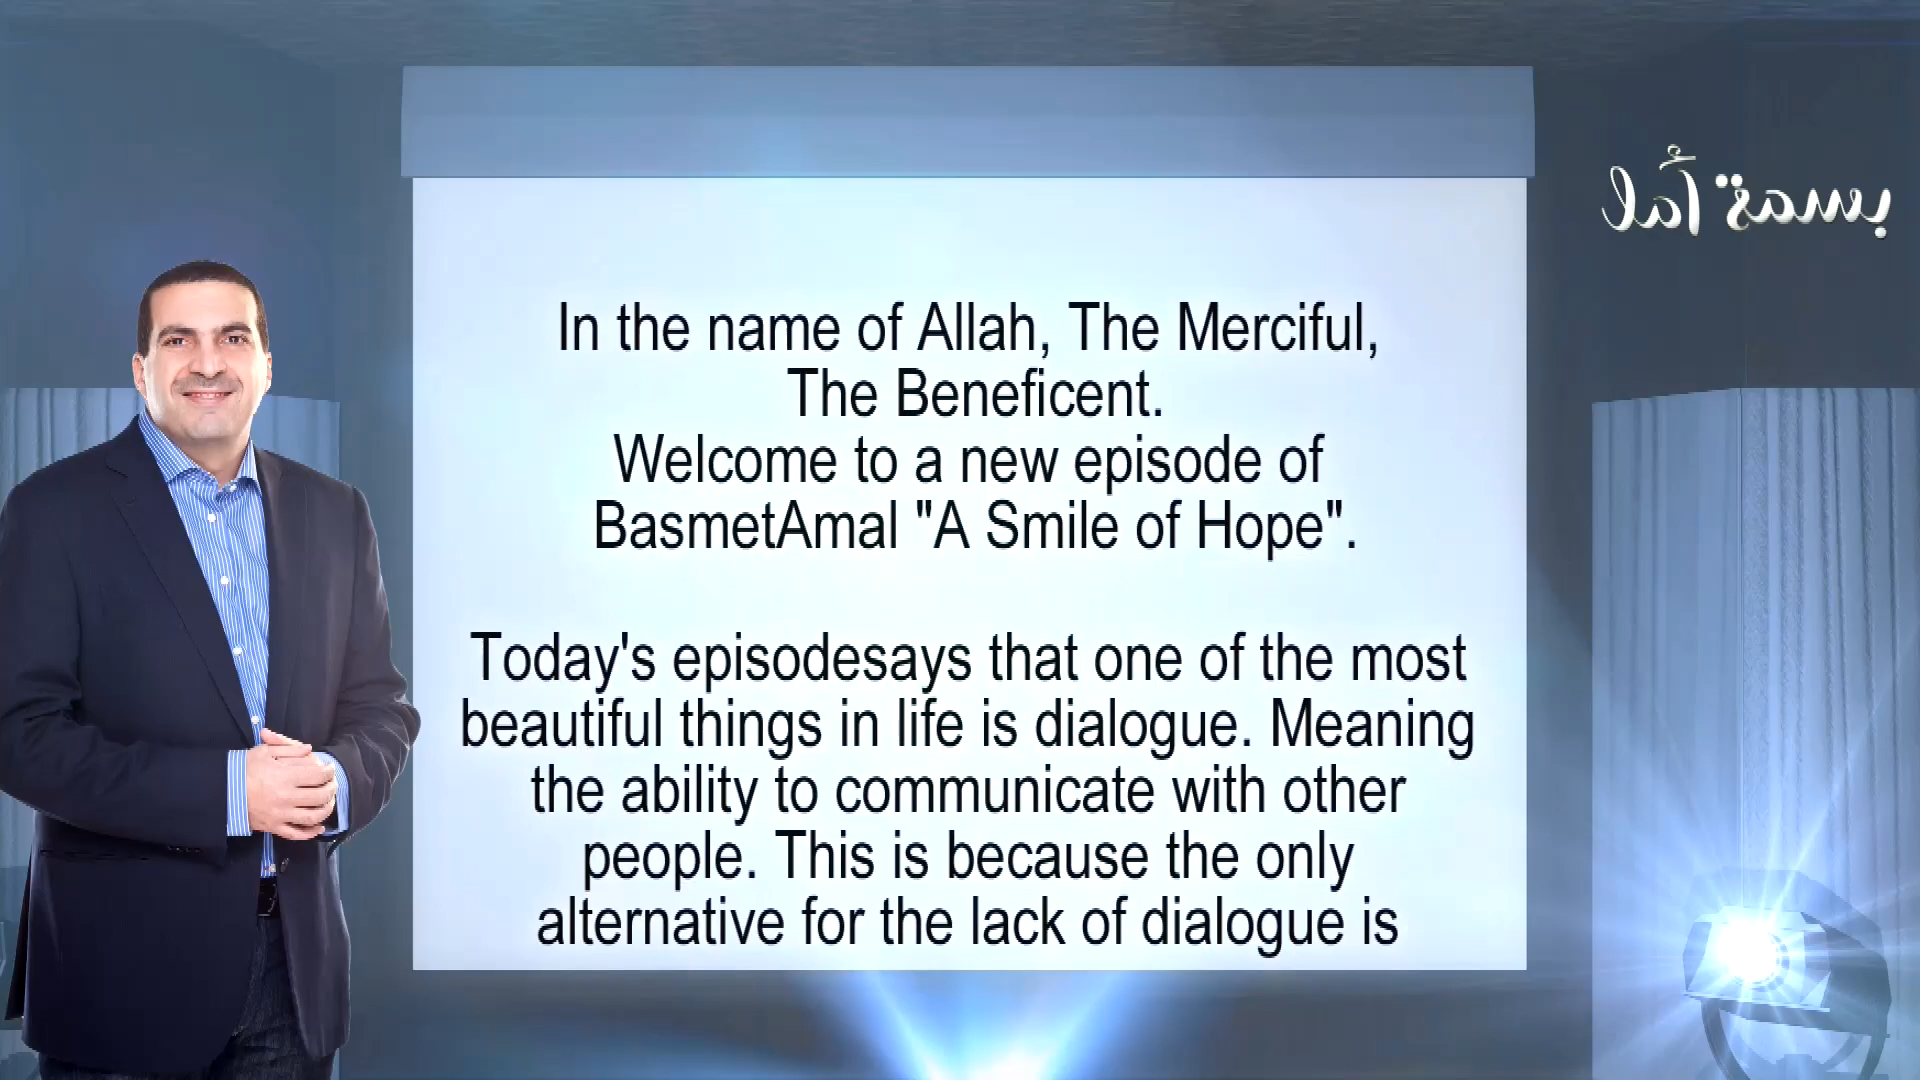 In the name of Allah, The Merciful,
The Beneficent.
Welcome to a new episode of
BasmetAmal "A Smile of Hope".
Today's episodesays that one of the most
beautiful things in life is dialogue. Meaning
the ability to communicate with other
people. This is because the only
alternative for the lack of dialogue is